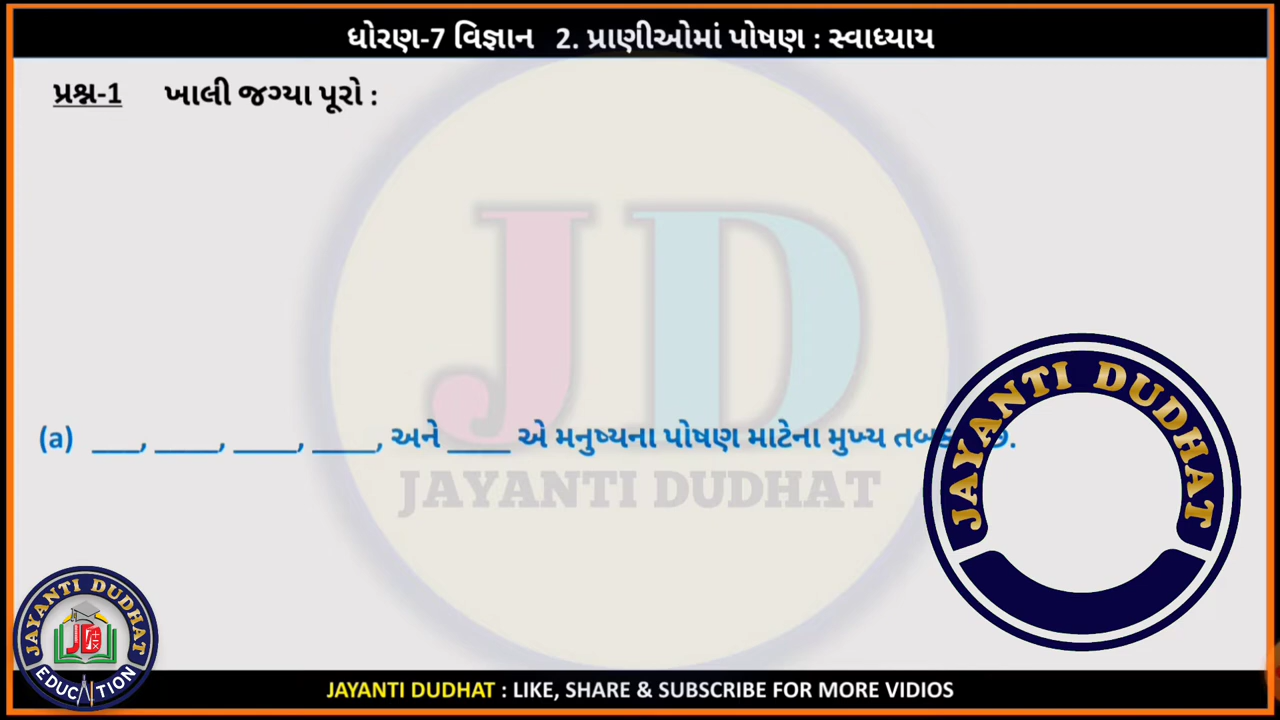 ધોરણ-7 વિજ્ઞાન 2. પ્રાણીઓમાં પોષણ : સ્વાધ્યાય
પ્રશ્ન-1 ખાલી જગ્યા પૂરો :
(a) ___, ____, ____, ____, અને ____ એ મનુષ્યના પોષણ માટેના મુખ્ય છે.
JD
JAYANTI DUDHAT
JAYANTI DUDHAT
JAYANTI DUDHAT
JD
EDUCATION
JAYANTI DUDHAT : LIKE, SHARE & SUBSCRIBE FOR MORE VIDIOS